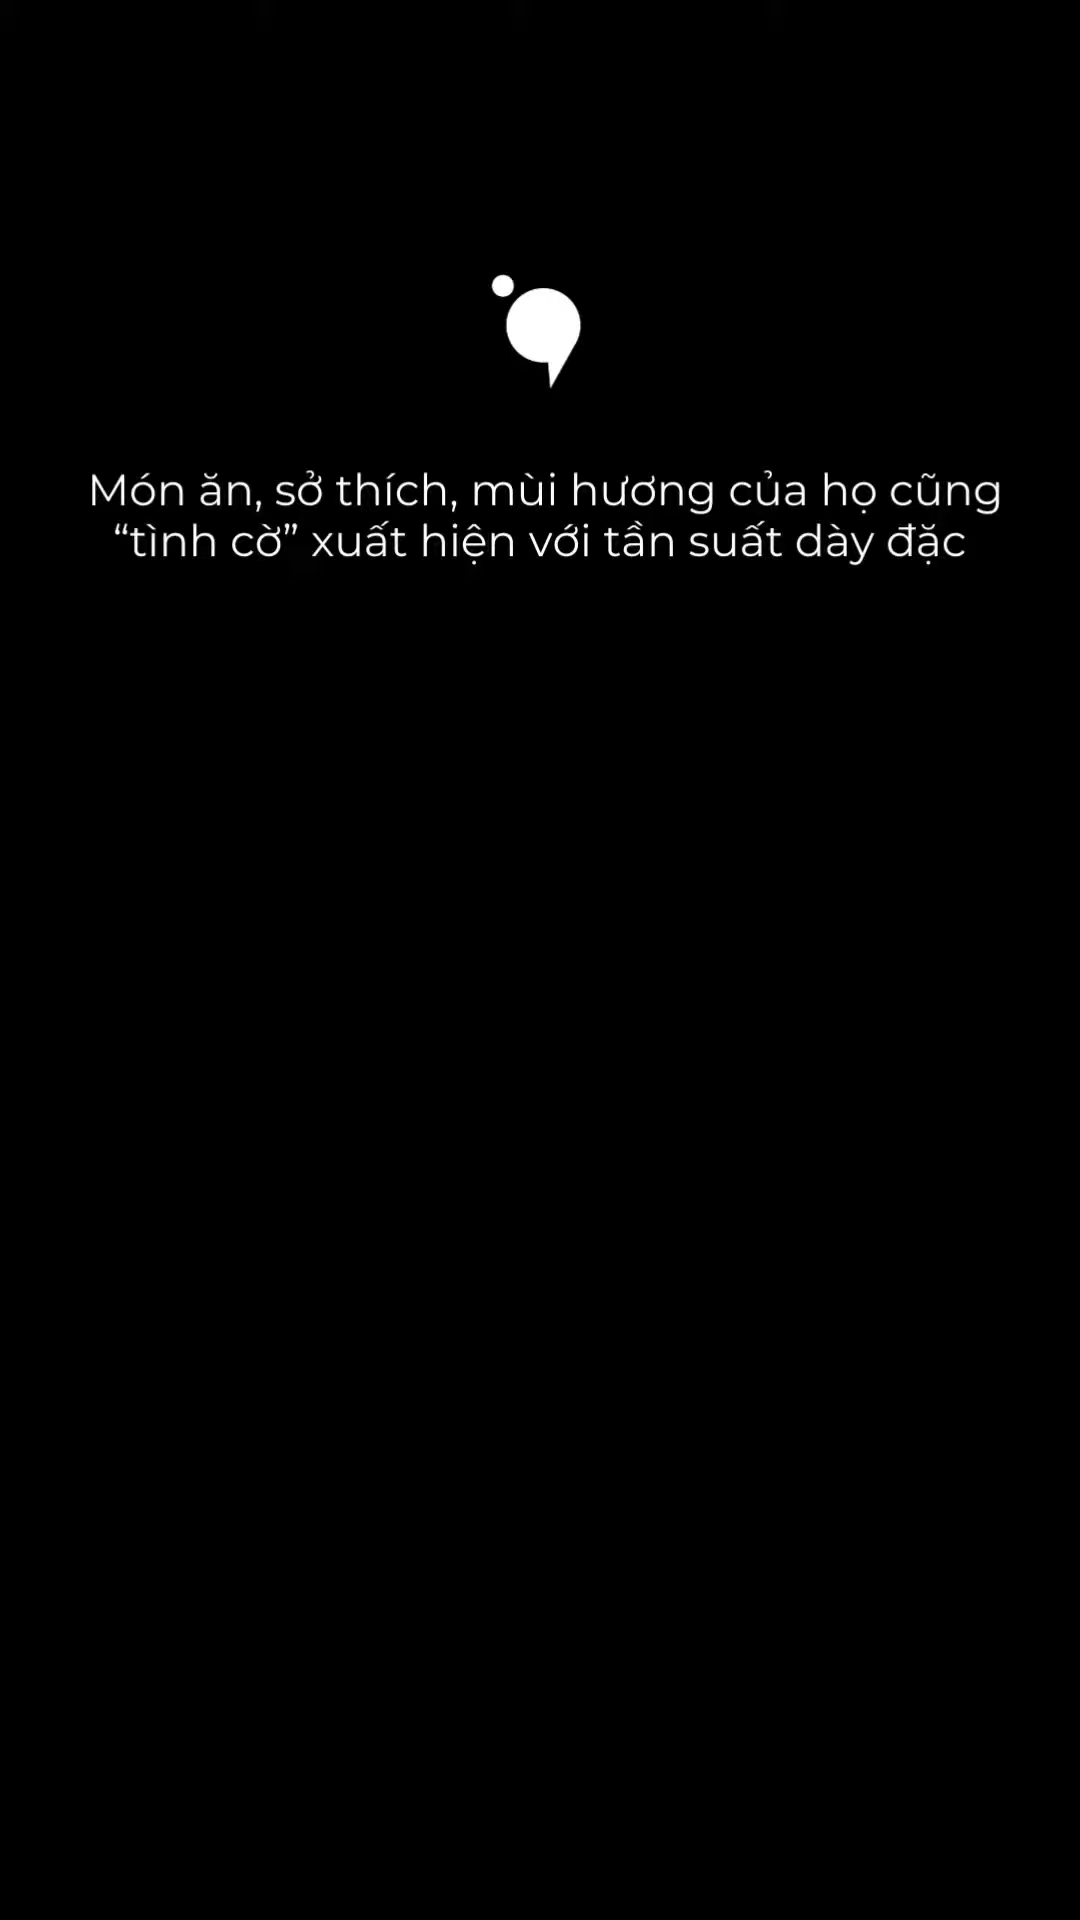 Món ăn, sở thích, mùi hương của họ cũng
“tình cờ” xuất hiện với tần suất dày đặc